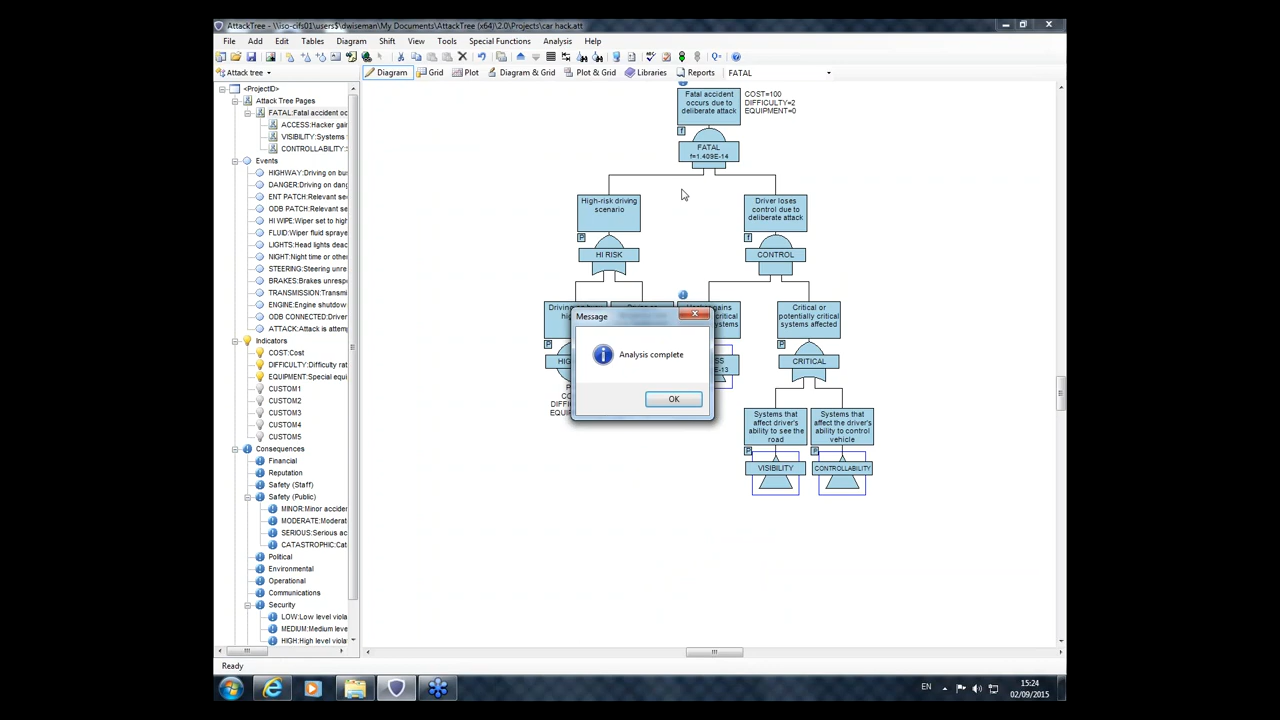 AttackTree - \\iso-cifs01\users$\dwiseman\My Documents\AttackTree (x64)\2.0\Projects\car hack.att
File Add Edit Tables Diagram Shift View Tools Special Functions Analysis Help
Attack tree
Diagram Grid Plot Diagram & Grid Plot & Grid Libraries Reports FATAL
<ProjectID>
Attack Tree Pages
FATAL:Fatal accident oc
ACCESS:Hacker gair
VISIBILITY:Systems
CONTROLLABILITY:
Events
HIGHWAY:Driving on bu
DANGER:Driving on dang
ENT PATCH:Relevant se
ODB PATCH:Relevant se
HI WIPE:Wiper set to high
FLUID:Wiper fluid spraye
LIGHTS:Head lights deac
NIGHT:Night time or othe
STEERING:Steering unre
BRAKES:Brakes unresp
TRANSMISSION:Transmi
ENGINE:Engine shutdow
ODB CONNECTED:Driver
ATTACK:Attack is attemp
Indicators
COST:Cost
DIFFICULTY:Difficulty rat
EQUIPMENT:Special equi
CUSTOM1
CUSTOM2
CUSTOM3
CUSTOM4
CUSTOM5
Consequences
Financial
Reputation
Safety (Staff)
Safety (Public)
MINOR:Minor accider
MODERATE:Moderat
SERIOUS:Serious ac
CATASTROPHIC:Cat
Political
Environmental
Operational
Communications
Security
LOW:Low level viola
MEDIUM:Medium leve
HIGH:High level violat
Fatal accident
occurs due to
deliberate attack
COST=100
DIFFICULTY=2
EQUIPMENT=0
f
FATAL
f=1.409E-14
High-risk driving
scenario
P
HI RISK
Driver loses
control due to
deliberate attack
f
CONTROL
P
Critical or
potentially critical
systems affected
P
CRITICAL
Systems that
affect driver's
ability to see the
road
P
VISIBILITY
Systems that
affect the driver's
ability to control
vehicle
P
CONTROLLABILITY
Message
Analysis complete
OK
Ready
EN
15:24
02/09/2015